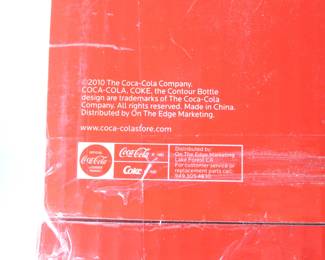 ©2010 The Coca-Cola Company.
COCA-COLA, COKE, the Contour Bottle
design are trademarks of The Coca-Cola
Company. All rights reserved. Made in China.
Distributed by On The Edge Marketing.
www.coca-colastore.com
Coca-Cola
Coca-Cola
Coke
Distributed by:
On The Edge Marketing
Lake Forest CA
For customer service or
replacement parts call: